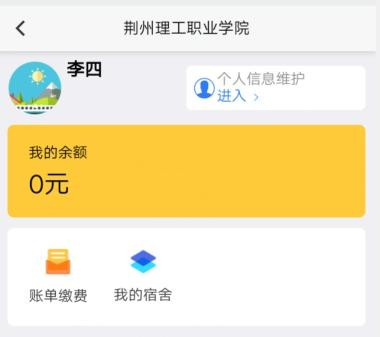 荆州理工职业学院
李四
个人信息维护
进入 >
我的余额
0元
账单缴费
我的宿舍